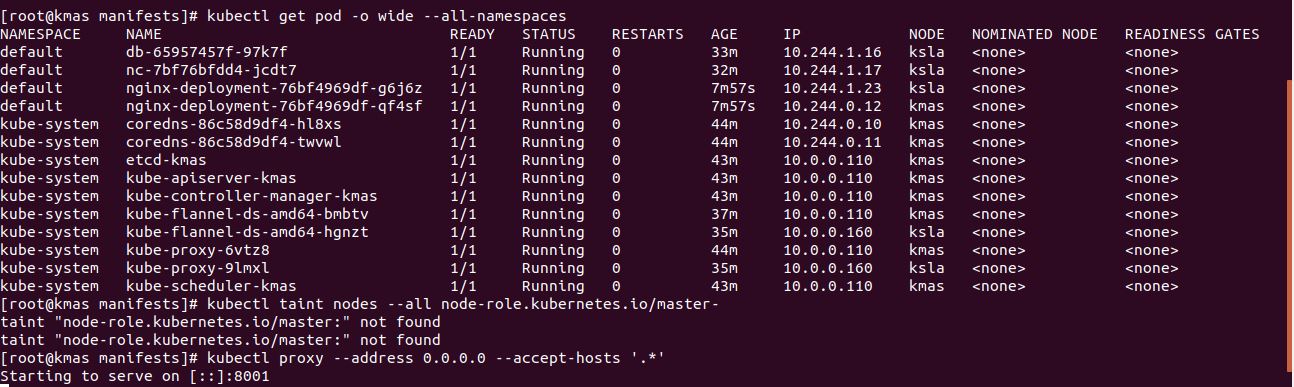 [root@kmas manifests]# kubectl get pod -o wide --all-namespaces
NAMESPACE     NAME                                READY   STATUS    RESTARTS   AGE     IP            NODE   NOMINATED NODE   READINESS GATES
default       db-65957457f-97k7f                  1/1     Running   0          33m     10.244.1.16   ksla   <none>           <none>
default       nc-7bf76bfdd4-jcdt7                 1/1     Running   0          32m     10.244.1.17   ksla   <none>           <none>
default       nginx-deployment-76bf4969df-g6j6z   1/1     Running   0          7m57s   10.244.1.23   ksla   <none>           <none>
default       nginx-deployment-76bf4969df-qf4sf   1/1     Running   0          7m57s   10.244.0.12   kmas   <none>           <none>
kube-system   coredns-86c58d9df4-hl8xs            1/1     Running   0          44m     10.244.0.10   kmas   <none>           <none>
kube-system   coredns-86c58d9df4-twvwl            1/1     Running   0          44m     10.244.0.11   kmas   <none>           <none>
kube-system   etcd-kmas                           1/1     Running   0          43m     10.0.0.110    kmas   <none>           <none>
kube-system   kube-apiserver-kmas                 1/1     Running   0          43m     10.0.0.110    kmas   <none>           <none>
kube-system   kube-controller-manager-kmas        1/1     Running   0          43m     10.0.0.110    kmas   <none>           <none>
kube-system   kube-flannel-ds-amd64-bmbtv         1/1     Running   0          37m     10.0.0.110    kmas   <none>           <none>
kube-system   kube-flannel-ds-amd64-hgnzt         1/1     Running   0          35m     10.0.0.160    ksla   <none>           <none>
kube-system   kube-proxy-6vtz8                    1/1     Running   0          44m     10.0.0.110    kmas   <none>           <none>
kube-system   kube-proxy-9lmxl                    1/1     Running   0          35m     10.0.0.160    ksla   <none>           <none>
kube-system   kube-scheduler-kmas                 1/1     Running   0          43m     10.0.0.110    kmas   <none>           <none>
[root@kmas manifests]# kubectl taint nodes --all node-role.kubernetes.io/master-
taint "node-role.kubernetes.io/master:" not found
taint "node-role.kubernetes.io/master:" not found
[root@kmas manifests]# kubectl proxy --address 0.0.0.0 --accept-hosts '.*'
Starting to serve on [::]:8001